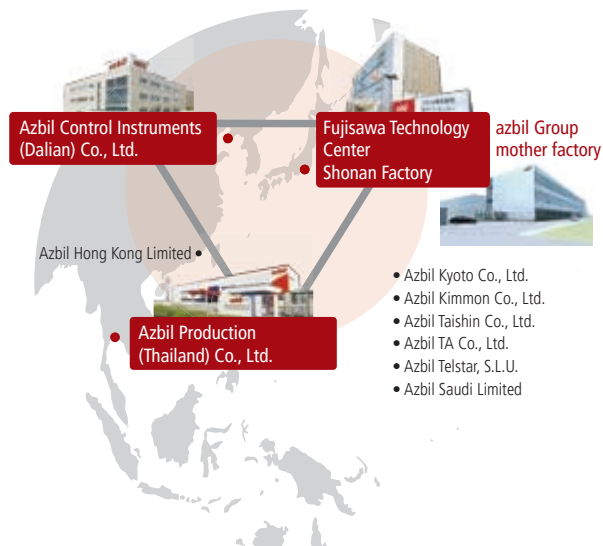 Azbil Control Instruments
(Dalian) Co., Ltd.
Fujisawa Technology
Center
Shonan Factory
azbil Group
mother factory
Azbil Hong Kong Limited •
Azbil Production
(Thailand) Co., Ltd.
• Azbil Kyoto Co., Ltd.
• Azbil Kimmon Co., Ltd.
• Azbil Taishin Co., Ltd.
• Azbil TA Co., Ltd.
• Azbil Telstar, S.L.U.
• Azbil Saudi Limited